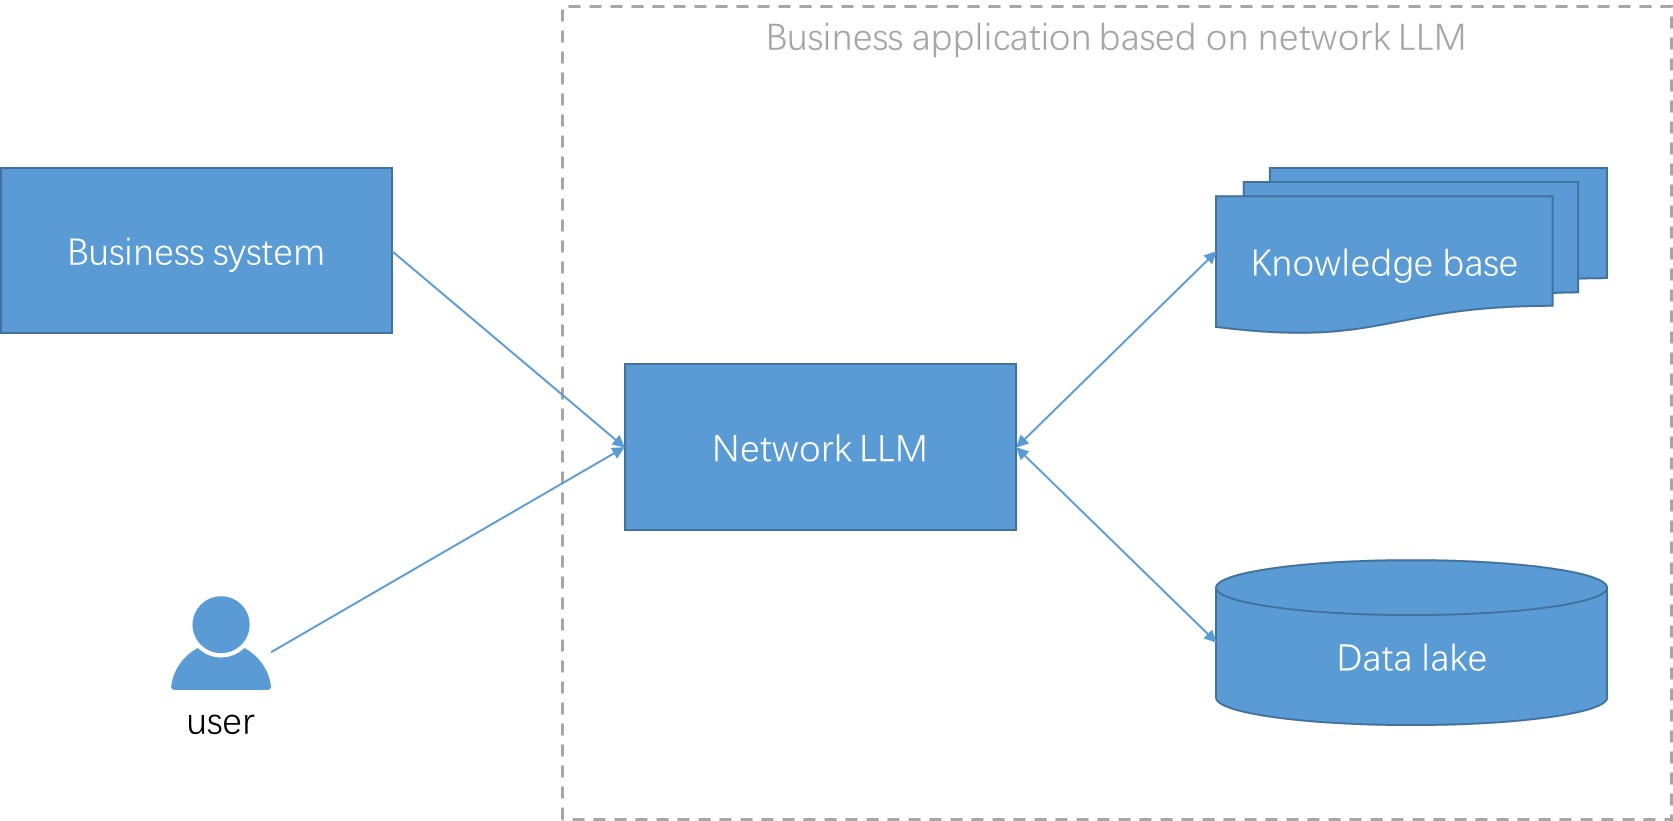 Business application based on network LLM
Business system
Knowledge base
Network LLM
Data lake
user